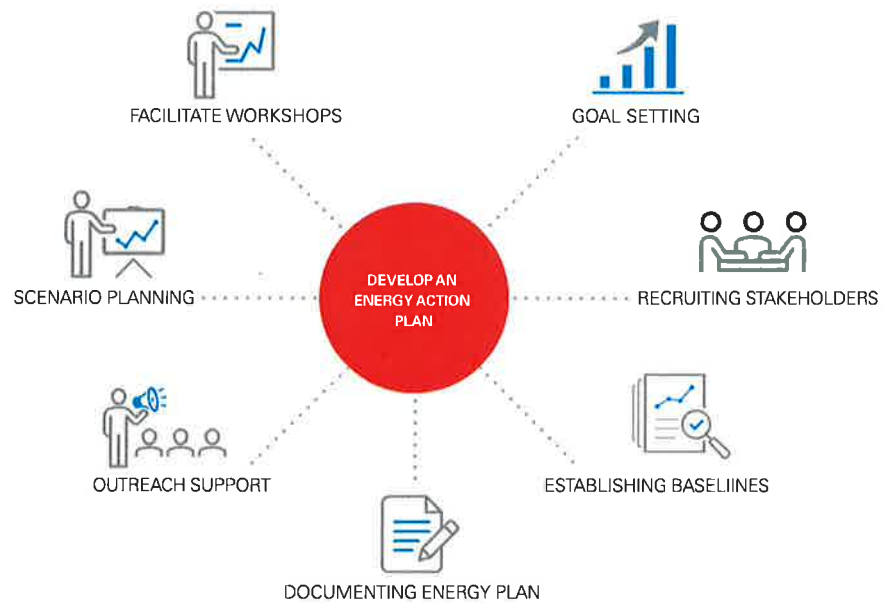 FACILITATE WORKSHOPS
GOAL SETTING
SCENARIO PLANNING
DEVELOP AN
ENERGY ACTION
PLAN
RECRUITING STAKEHOLDERS
OUTREACH SUPPORT
ESTABLISHING BASELIINES
DOCUMENTING ENERGY PLAN